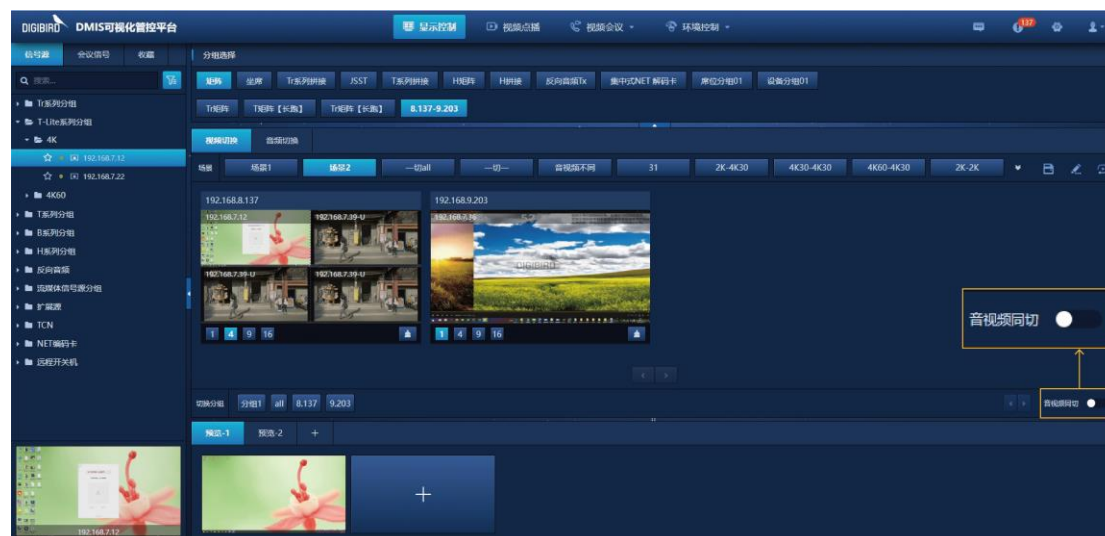 DIGIBIRD DMIS可视化管控平台
显示控制 视频点播 视频会议 环境控制
137
信号源 会议信号 收藏
分组选择
搜索...
矩阵 坐席 Tr系列拼接 JSST T系列拼接 H矩阵 H拼接 反向音频Tx 集中式NET解码卡 席位分组01 设备分组01
Tr矩阵 T矩阵【长跑】 Tr矩阵【长跑】 8.137-9.203
Tr系列分组
T-Lite系列分组
4K
192.168.7.12
192.168.7.22
4K60
T系列分组
B系列分组
H系列分组
反向音频
流媒体信号源分组
扩展源
TCN
NET编码卡
远程开关机
视频切换 音频切换
场景 场景1 场景2 一切all 一切一 音视频不同 31 2K-4K30 4K30-4K30 4K60-4K30 2K-2K
192.168.8.137 192.168.9.203
192.168.7.12 192.168.7.39-U 192.168.7.36
DIGIBIRD
192.168.7.39-U 192.168.7.39-U
1 4 9 16 1 4 9 16
音视频同切
切换分组 分组1 all 8.137 9.203 音视频同切
预览-1 预览-2 +
+
192.168.7.12